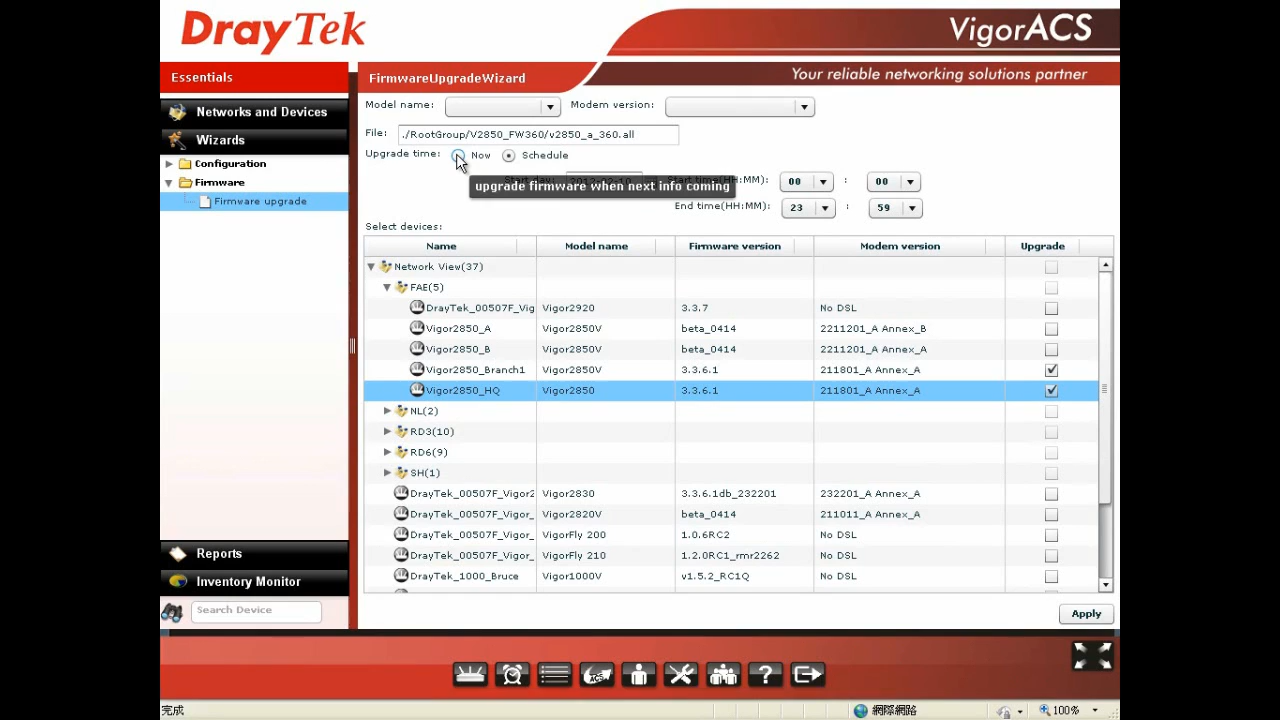 DrayTek
VigorACS
Your reliable networking solutions partner
Essentials
Networks and Devices
Wizards
Configuration
Firmware
Firmware upgrade
Reports
Inventory Monitor
Search Device
FirmwareUpgradeWizard
Model name: Modem version:
File: ./RootGroup/V2850_FW360/v2850_a_360.all
Upgrade time: Now Schedule
00 : 00
upgrade firmware when next info coming
End time(HH:MM): 23 : 59
Select devices:
Name Model name Firmware version Modem version Upgrade
Network View(37)
FAE(5)
DrayTek_00507F_Vig Vigor2920 3.3.7 No DSL
Vigor2850_A Vigor2850V beta_0414 2211201_A Annex_B
Vigor2850_B Vigor2850V beta_0414 2211201_A Annex_A
Vigor2850_Branch1 Vigor2850V 3.3.6.1 211801_A Annex_A
Vigor2850_HQ Vigor2850 3.3.6.1 211801_A Annex_A
NL(2)
RD3(10)
RD6(9)
SH(1)
DrayTek_00507F_Vigor2 Vigor2830 3.3.6.1db_232201 232201_A Annex_A
DrayTek_00507F_Vigor_ Vigor2820V beta_0414 211011_A Annex_A
DrayTek_00507F_Vigor_ VigorFly 200 1.0.6RC2 No DSL
DrayTek_00507F_Vigor_ VigorFly 210 1.2.0RC1_rmr2262 No DSL
DrayTek_1000_Bruce Vigor1000V v1.5.2_RC1Q No DSL
Apply
ACS
?
完成 網際網路 100%